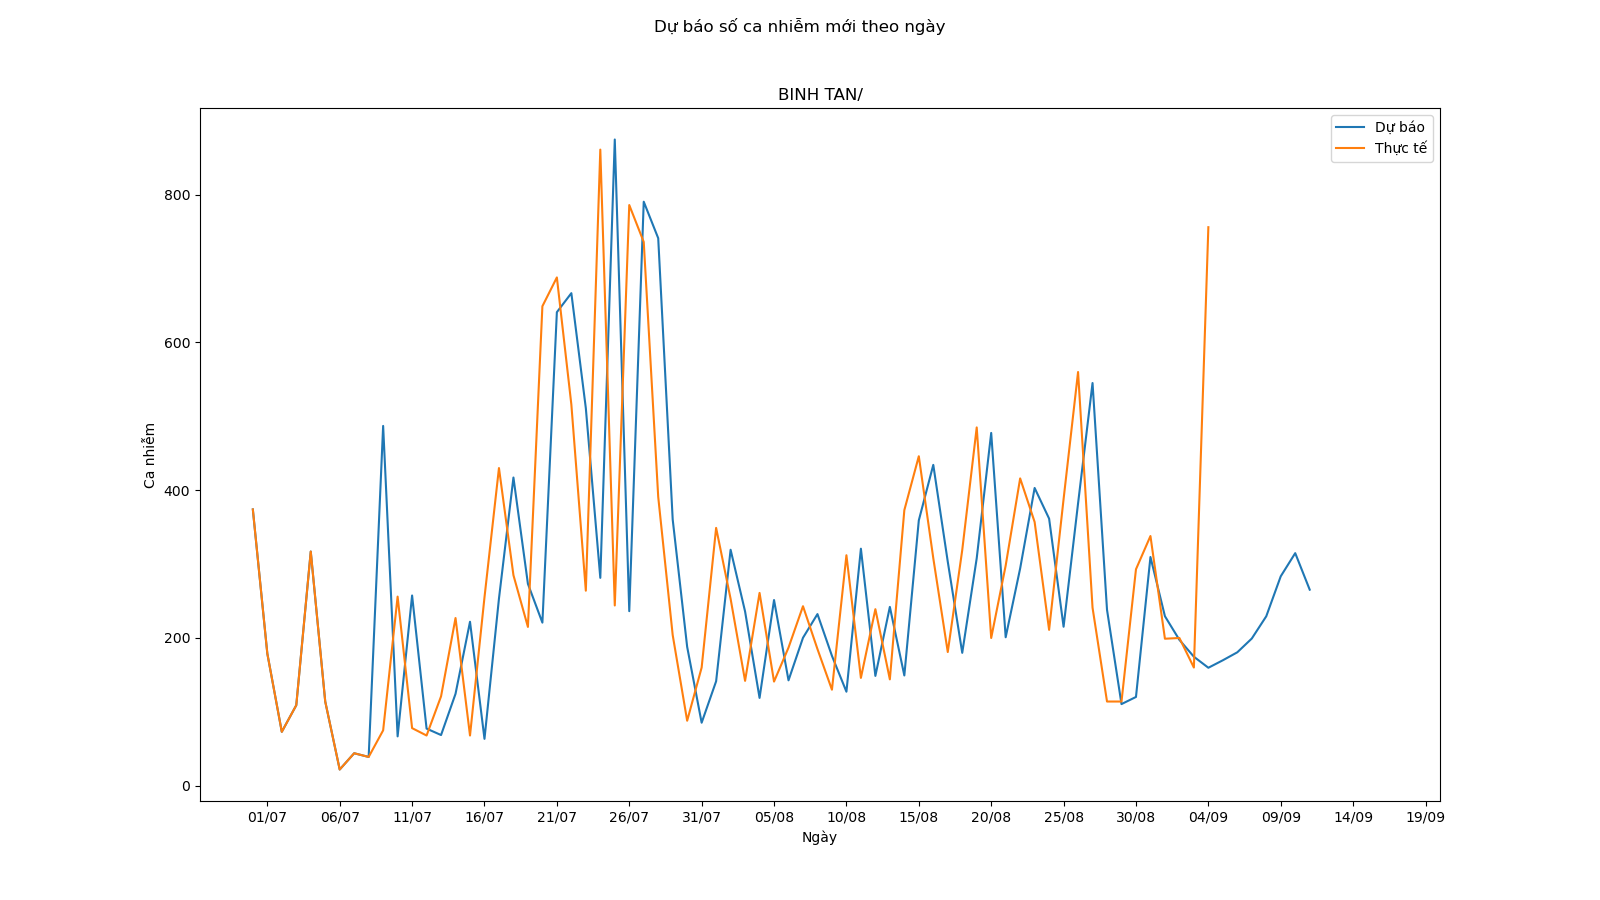 Dự báo số ca nhiễm mới theo ngày
BINH TAN/
Dự báo
Thực tế
800
600
400
200
0
Ca nhiễm
01/07 06/07 11/07 16/07 21/07 26/07 31/07 05/08 10/08 15/08 20/08 25/08 30/08 04/09 09/09 14/09 19/09
Ngày